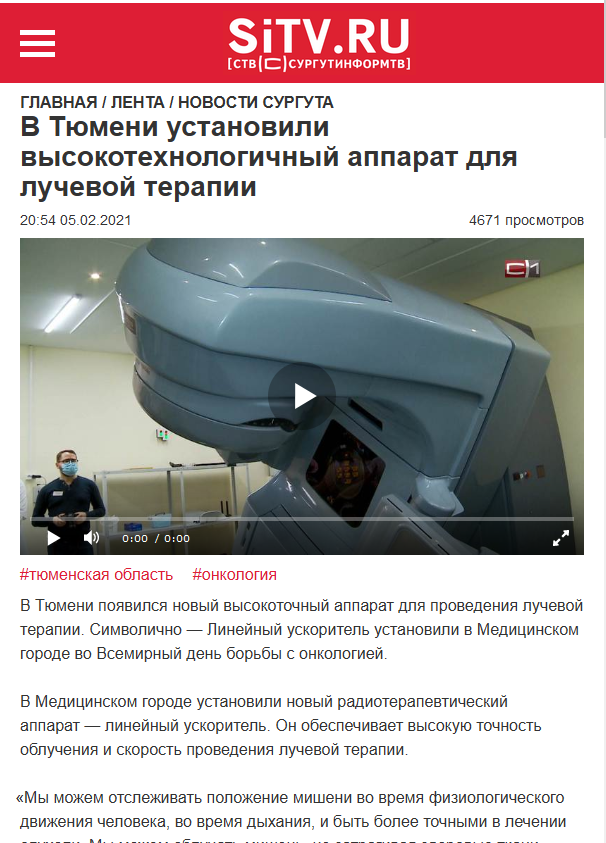 SiTV.RU
[СТВ(С)СУРГУТИНФОРМТВ]
ГЛАВНАЯ / ЛЕНТА / НОВОСТИ СУРГУТА
В Тюмени установили
высокотехнологичный аппарат для
лучевой терапии
20:54 05.02.2021
4671 просмотров
С1
0:00 / 0:00
#тюменская область #онкология
В Тюмени появился новый высокоточный аппарат для проведения лучевой
терапии. Символично — Линейный ускоритель установили в Медицинском
городе во Всемирный день борьбы с онкологией.
В Медицинском городе установили новый радиотерапевтический
аппарат — линейный ускоритель. Он обеспечивает высокую точность
облучения и скорость проведения лучевой терапии.
«Мы можем отслеживать положение мишени во время физиологического
движения человека, во время дыхания, и быть более точными в лечении